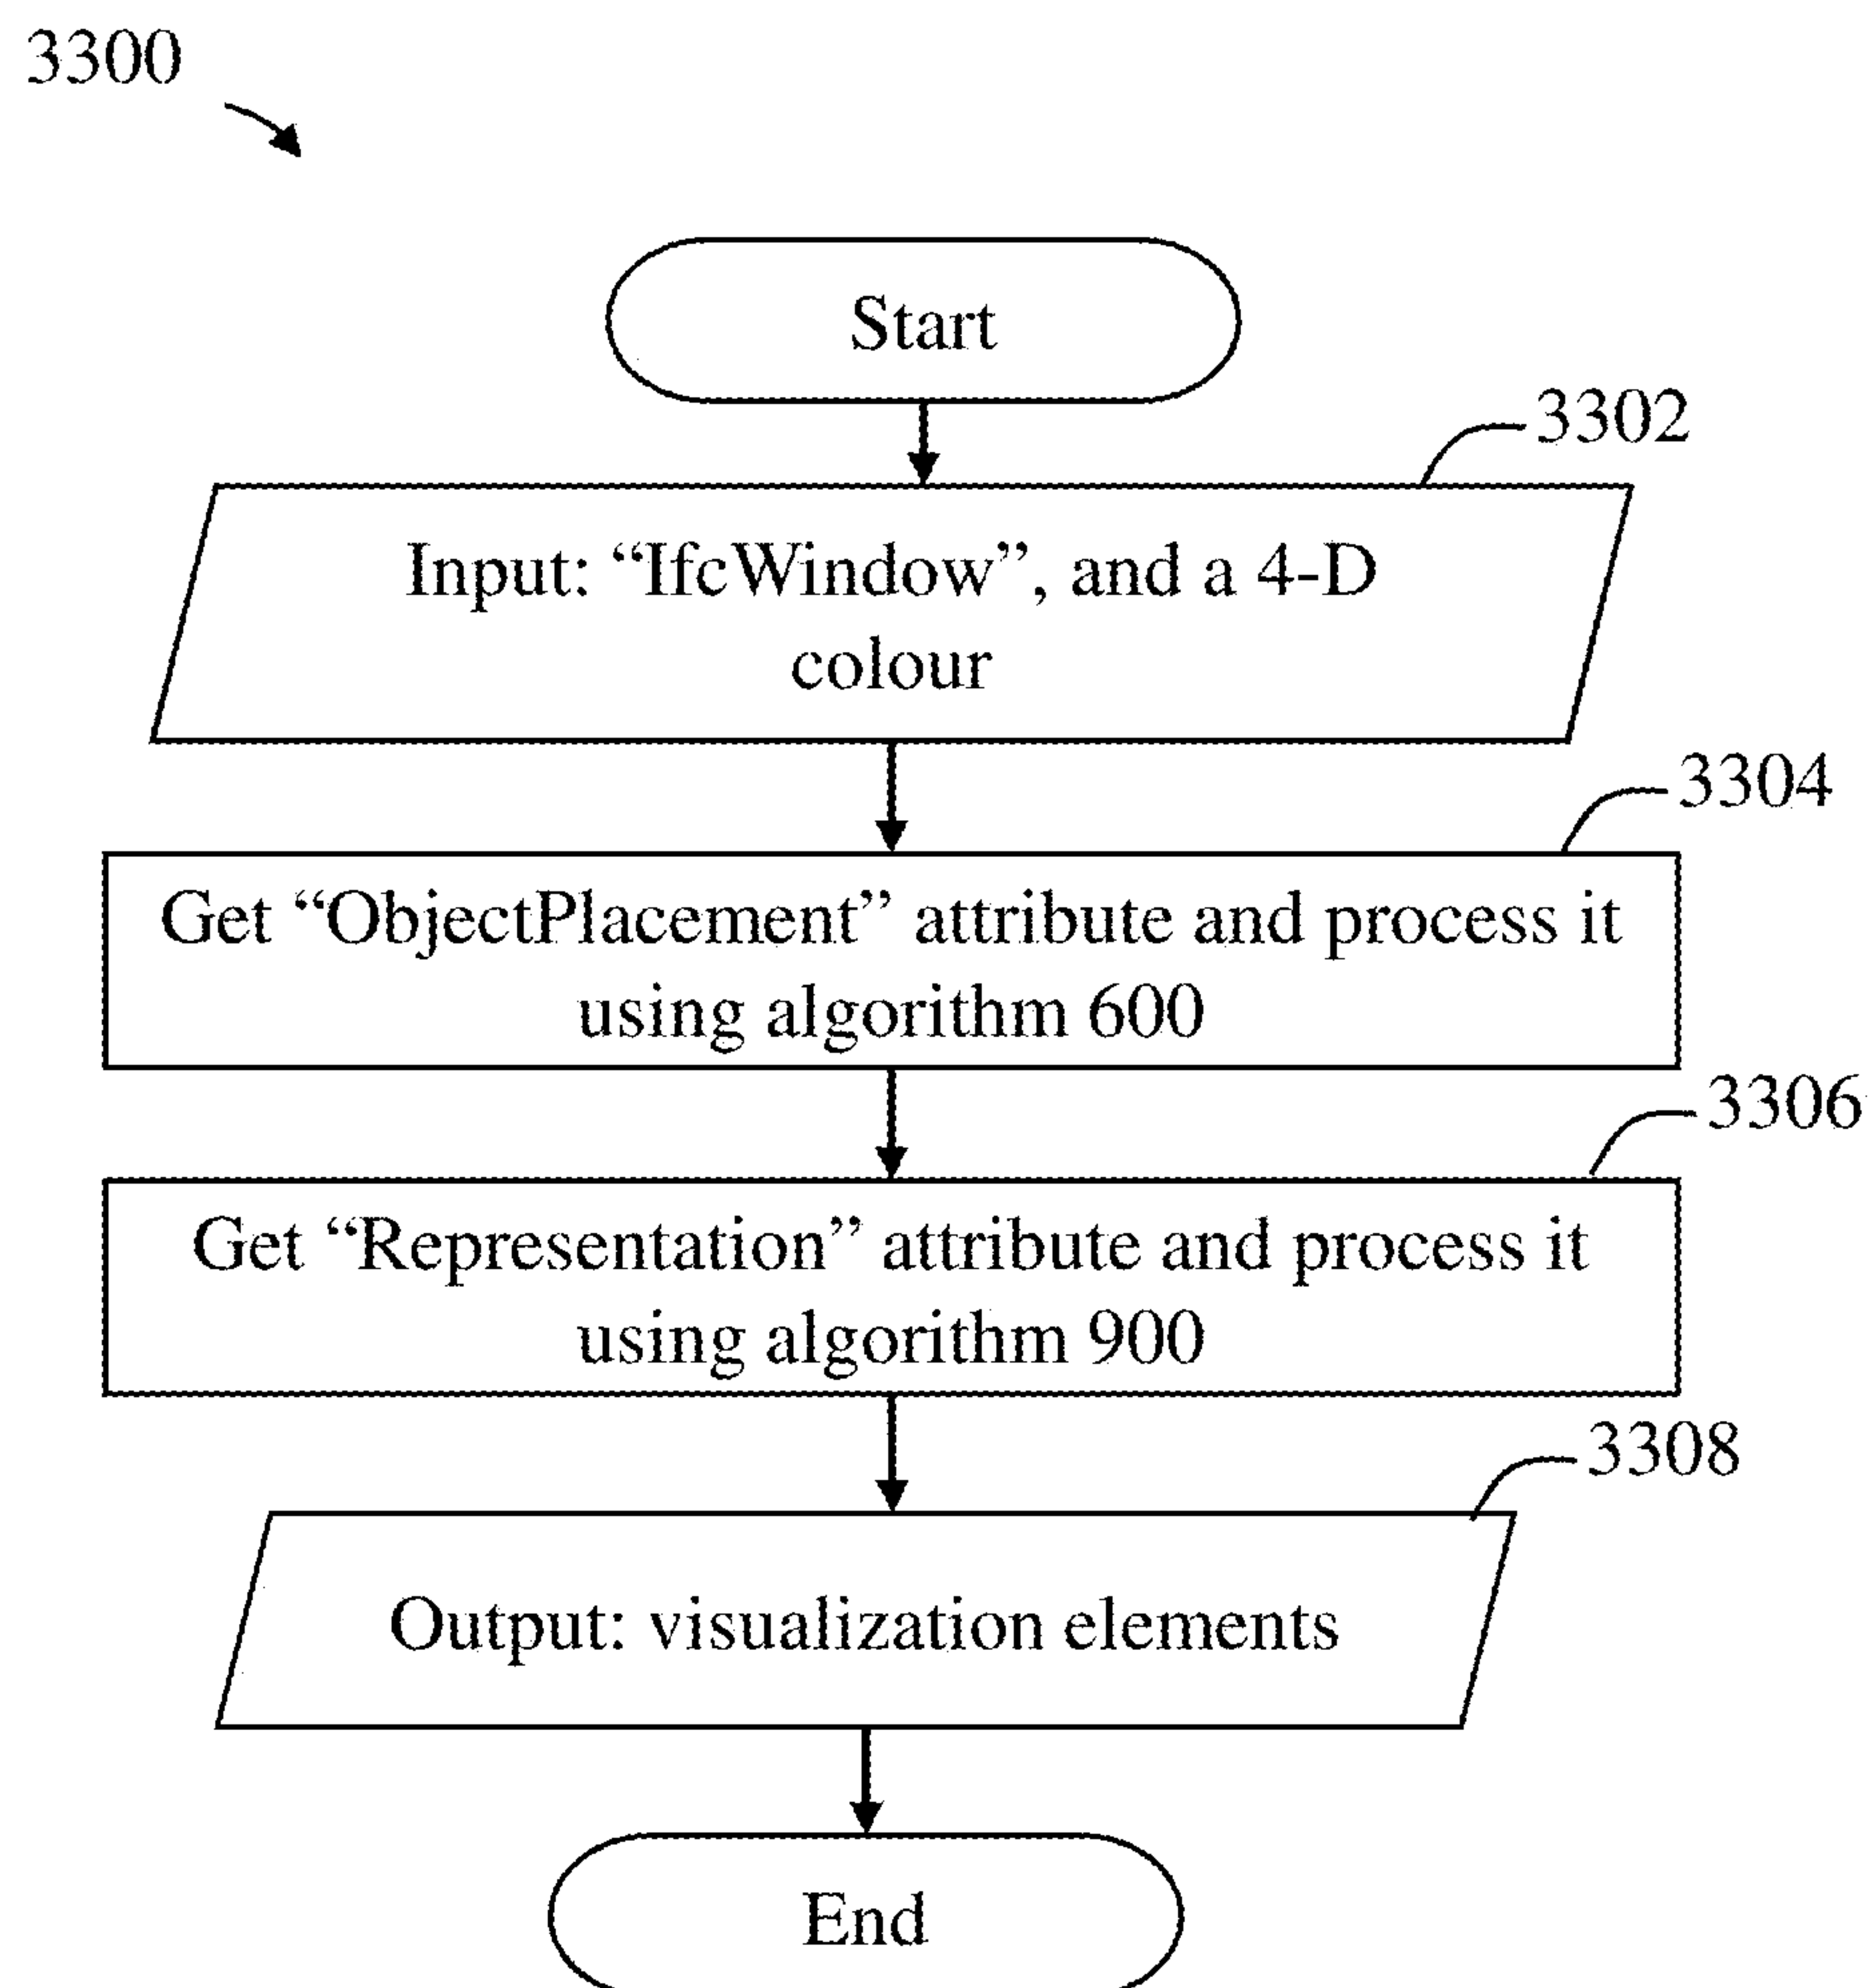 3300
Start
3302
Input: “IfcWindow”, and a 4-D
colour
3304
Get “ObjectPlacement” attribute and process it
using algorithm 600
3306
Get “Representation” attribute and process it
using algorithm 900
3308
Output: visualization elements
End